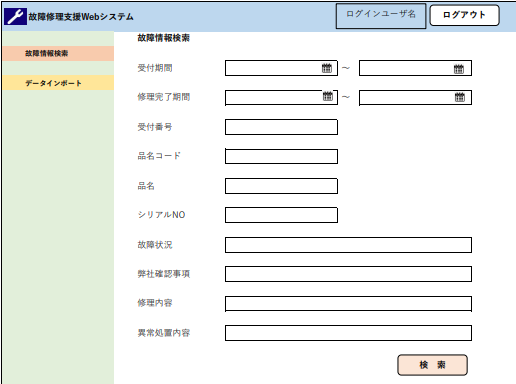 故障修理支援Webシステム
ログインユーザ名
ログアウト
故障情報検索
データインポート
故障情報検索
受付期間
～
修理完了期間
～
受付番号
品名コード
品名
シリアルNO
故障状況
弊社確認事項
修理内容
異常処置内容
検 索